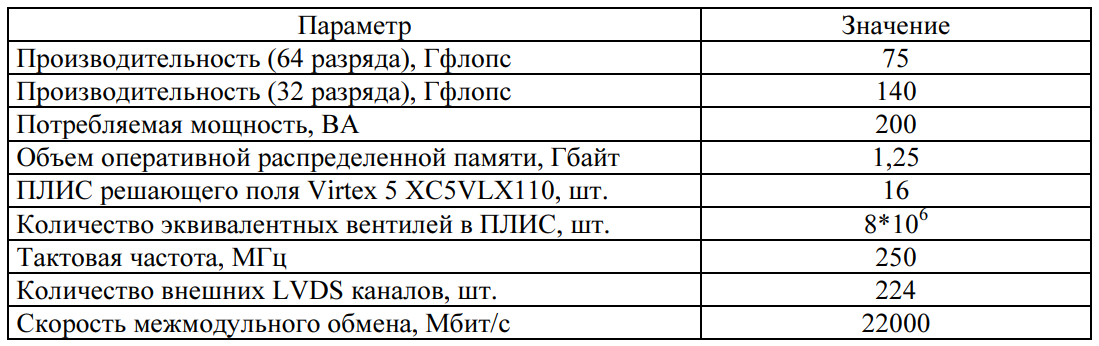 Параметр Значение
Производительность (64 разряда), Гфлопс 75
Производительность (32 разряда), Гфлопс 140
Потребляемая мощность, ВА 200
Объем оперативной распределенной памяти, Гбайт 1,25
ПЛИС решающего поля Virtex 5 XC5VLX110, шт. 16
Количество эквивалентных вентилей в ПЛИС, шт. 8*10⁶
Тактовая частота, МГц 250
Количество внешних LVDS каналов, шт. 224
Скорость межмодульного обмена, Мбит/с 22000